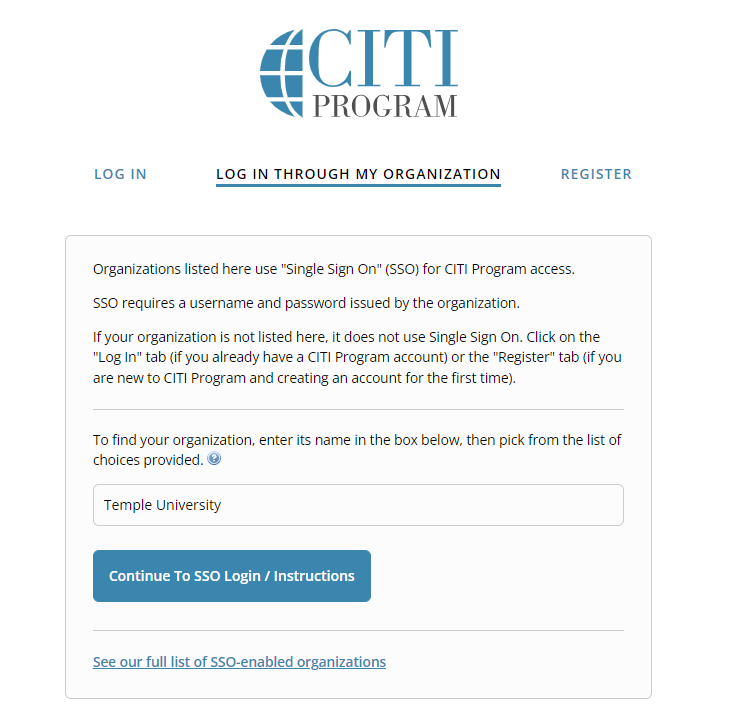 CITI
PROGRAM
LOG IN
LOG IN THROUGH MY ORGANIZATION
REGISTER
Organizations listed here use "Single Sign On" (SSO) for CITI Program access.
SSO requires a username and password issued by the organization.
If your organization is not listed here, it does not use Single Sign On. Click on the
"Log In" tab (if you already have a CITI Program account) or the "Register" tab (if you
are new to CITI Program and creating an account for the first time).
To find your organization, enter its name in the box below, then pick from the list of
choices provided. ?
Temple University
Continue To SSO Login / Instructions
See our full list of SSO-enabled organizations